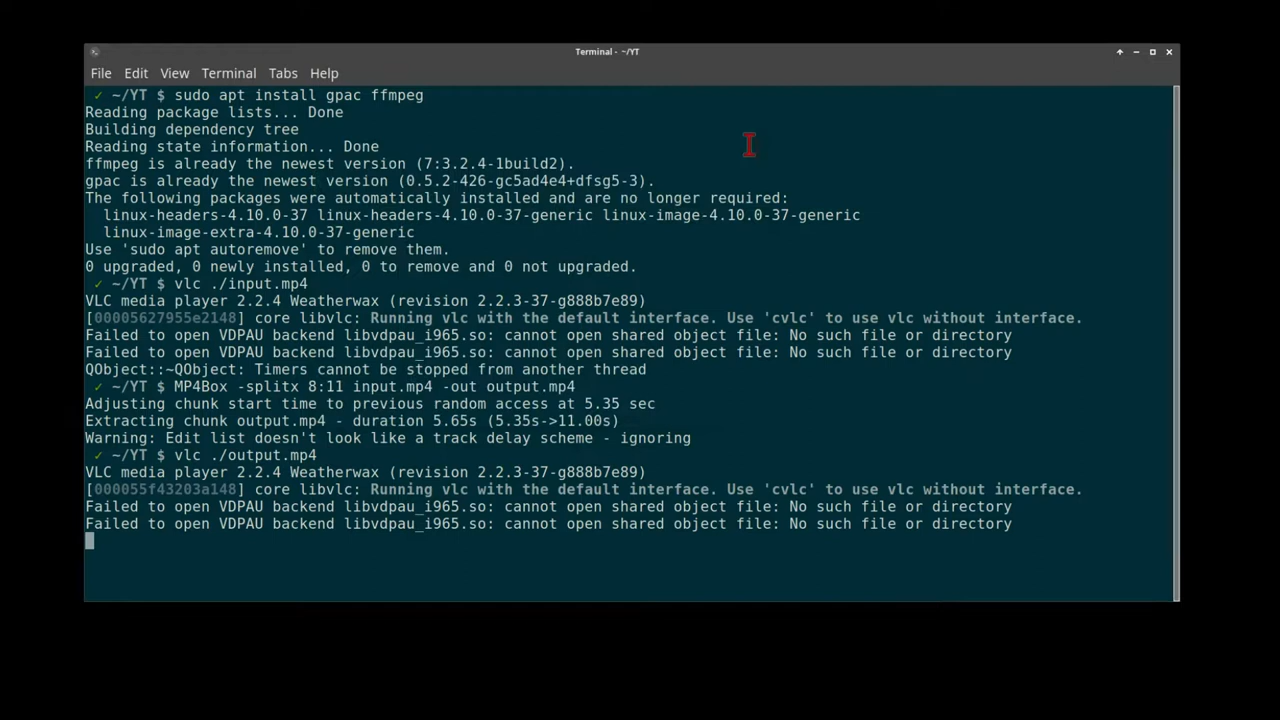 Terminal - ~/YT
File Edit View Terminal Tabs Help
✓ ~/YT $ sudo apt install gpac ffmpeg
Reading package lists... Done
Building dependency tree
Reading state information... Done
ffmpeg is already the newest version (7:3.2.4-1build2).
gpac is already the newest version (0.5.2-426-gc5ad4e4+dfsg5-3).
The following packages were automatically installed and are no longer required:
linux-headers-4.10.0-37 linux-headers-4.10.0-37-generic linux-image-4.10.0-37-generic
linux-image-extra-4.10.0-37-generic
Use 'sudo apt autoremove' to remove them.
0 upgraded, 0 newly installed, 0 to remove and 0 not upgraded.
✓ ~/YT $ vlc ./input.mp4
VLC media player 2.2.4 Weatherwax (revision 2.2.3-37-g888b7e89)
[00005627955e2148] core libvlc: Running vlc with the default interface. Use 'cvlc' to use vlc without interface.
Failed to open VDPAU backend libvdpau_i965.so: cannot open shared object file: No such file or directory
Failed to open VDPAU backend libvdpau_i965.so: cannot open shared object file: No such file or directory
QObject::~QObject: Timers cannot be stopped from another thread
✓ ~/YT $ MP4Box -splitx 8:11 input.mp4 -out output.mp4
Adjusting chunk start time to previous random access at 5.35 sec
Extracting chunk output.mp4 - duration 5.65s (5.35s->11.00s)
Warning: Edit list doesn't look like a track delay scheme - ignoring
✓ ~/YT $ vlc ./output.mp4
VLC media player 2.2.4 Weatherwax (revision 2.2.3-37-g888b7e89)
[000055f43203a148] core libvlc: Running vlc with the default interface. Use 'cvlc' to use vlc without interface.
Failed to open VDPAU backend libvdpau_i965.so: cannot open shared object file: No such file or directory
Failed to open VDPAU backend libvdpau_i965.so: cannot open shared object file: No such file or directory